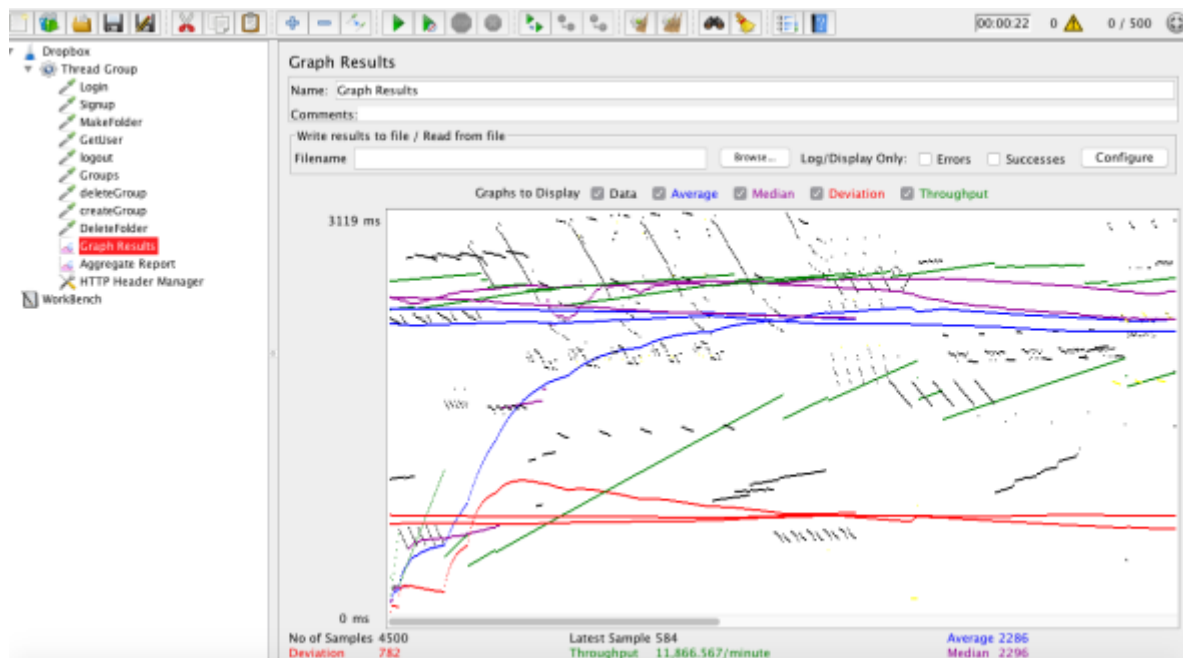 00:00:22 0 0 / 500
Dropbox
Thread Group
Login
Signup
MakeFolder
GetUser
logout
Groups
deleteGroup
createGroup
DeleteFolder
Graph Results
Aggregate Report
HTTP Header Manager
WorkBench
Graph Results
Name: Graph Results
Comments:
Write results to file / Read from file
Filename Browse... Log/Display Only: Errors Successes Configure
Graphs to Display Data Average Median Deviation Throughput
3119 ms
0 ms
No of Samples 4500 Latest Sample 584 Average 2286
Deviation 782 Throughput 11,866.567/minute Median 2296